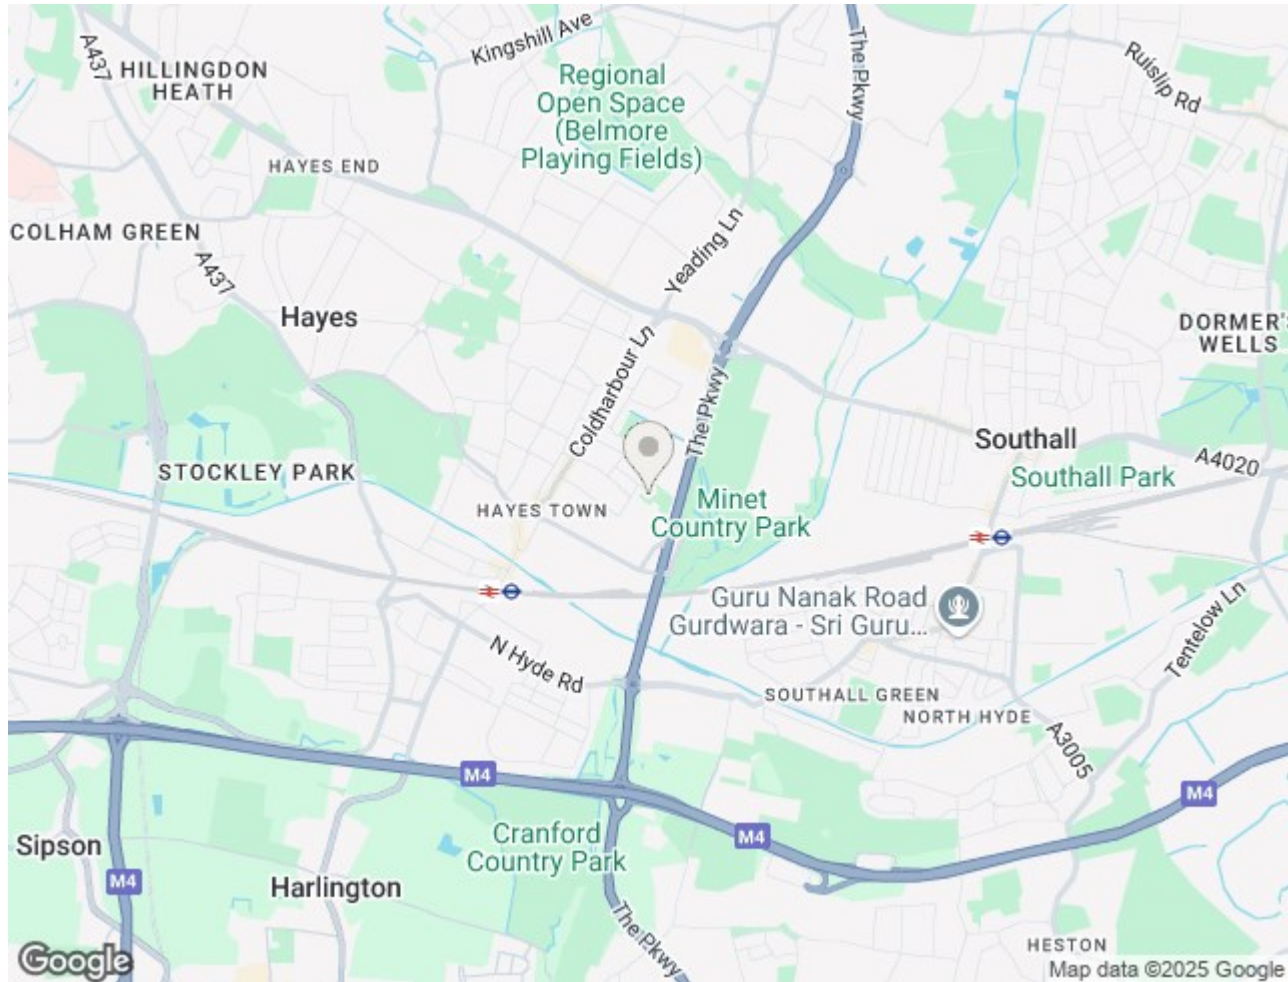 A437
Kingshill Ave
The Pkwy
Ruislip Rd
HILLINGDON
HEATH
Regional
Open Space
(Belmore
Playing Fields)
HAYES END
COLHAM GREEN
A437
Yeading Ln
Hayes
Coldharbour Ln
DORMER'S
WELLS
The Pkwy
Southall
A4020
Southall Park
STOCKLEY PARK
HAYES TOWN
Minet
Country Park
Guru Nanak Road
Gurdwara - Sri Guru...
Tentelow Ln
N Hyde Rd
SOUTHALL GREEN
NORTH HYDE
A3005
M4
M4
M4
Cranford
Country Park
Sipson
M4
Harlington
The Pkwy
HESTON
Google
Map data ©2025 Google